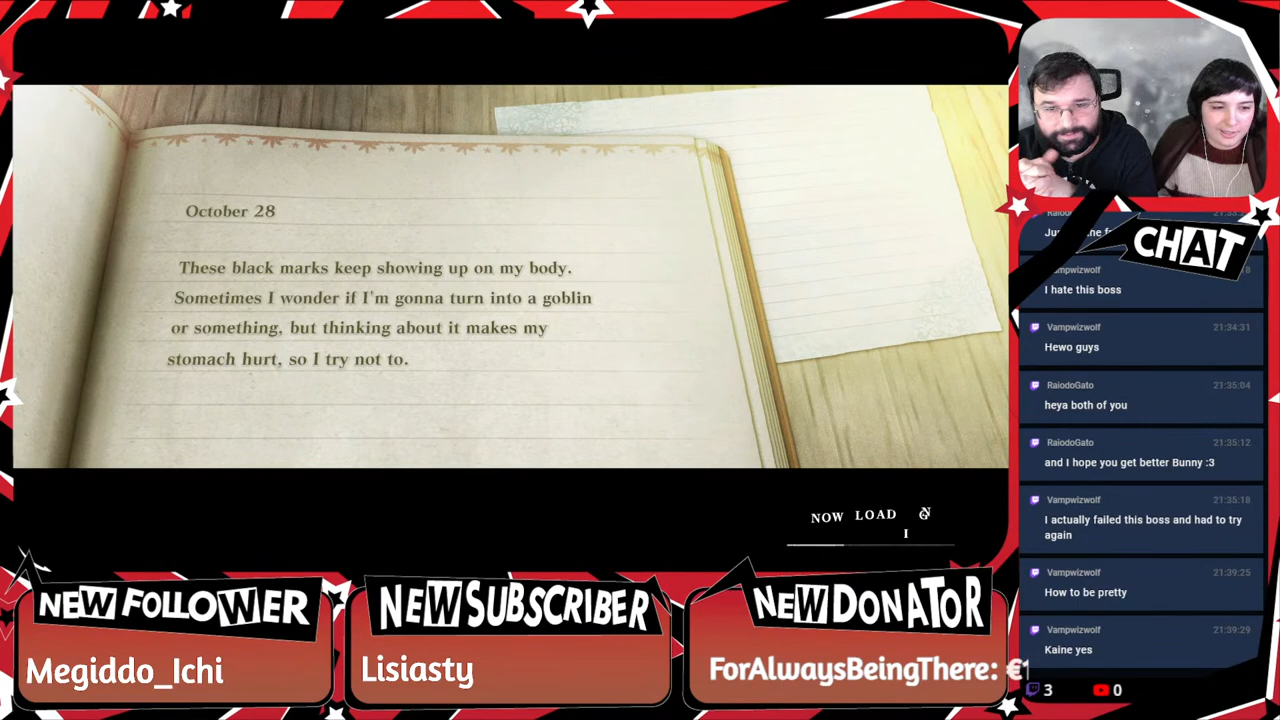 October 28
These black marks keep showing up on my body.
Sometimes I wonder if I'm gonna turn into a goblin
or something, but thinking about it makes my
stomach hurt, so I try not to.
NOW LOADING
CHAT
Vampwizwolf
I hate this boss
Vampwizwolf 21:34:31
Hewo guys
RaiodoGato 21:35:04
heya both of you
RaiodoGato 21:35:12
and I hope you get better Bunny :3
Vampwizwolf 21:35:18
I actually failed this boss and had to try
again
Vampwizwolf 21:39:25
How to be pretty
Vampwizwolf 21:39:29
Kaine yes
3 0
NEW FOLLOWER
Megiddo_Ichi
NEW SUBSCRIBER
Lisiasty
NEW DONATOR
ForAlwaysBeingThere: €1